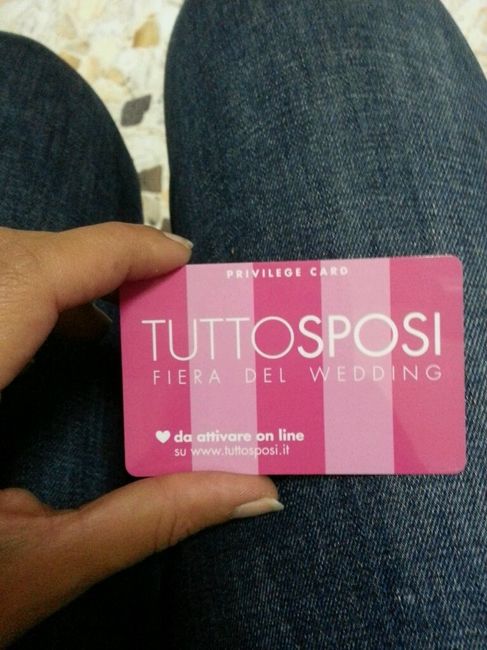 PRIVILEGE CARD
TUTTOSPOSI
FIERA DEL WEDDING
da attivare on line
su www.tuttosposi.it